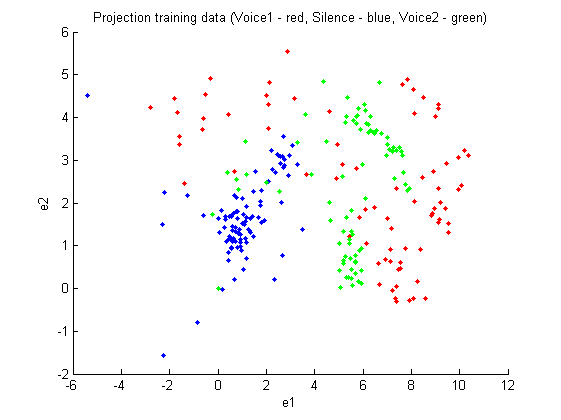 Projection training data (Voice1 - red, Silence - blue, Voice2 - green)
6
5
4
3
2
1
0
-1
-2
e2
-6 -4 -2 0 2 4 6 8 10 12
e1